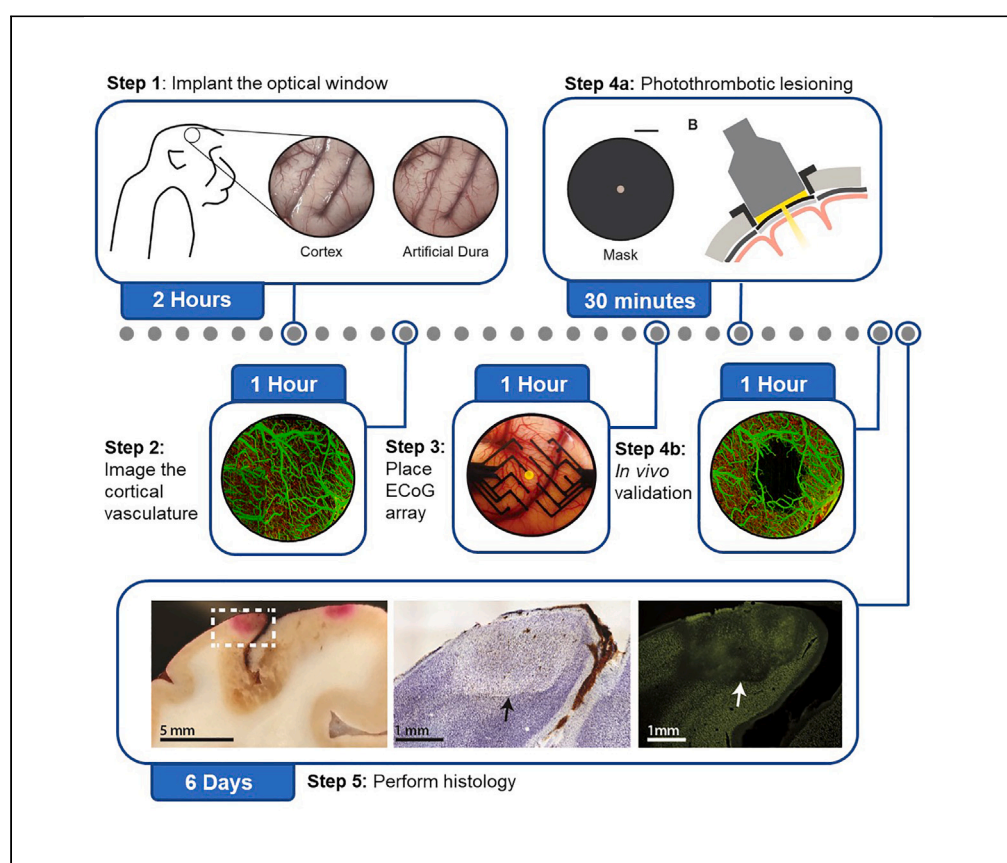 Step 1: Implant the optical window
Cortex
Artificial Dura
2 Hours
Step 4a: Photothrombotic lesioning
B
Mask
30 minutes
1 Hour
Step 2:
Image the
cortical
vasculature
1 Hour
Step 3:
Place
ECoG
array
1 Hour
Step 4b:
In vivo
validation
5 mm
1 mm
1mm
6 Days
Step 5: Perform histology